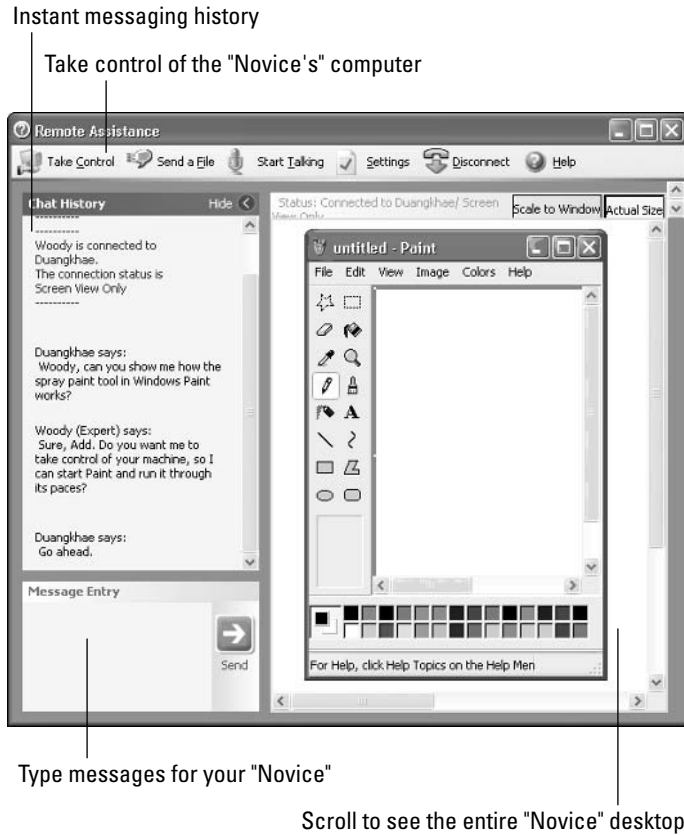 Instant messaging history
Take control of the "Novice's" computer
Remote Assistance
Take Control Send a File Start Talking Settings Disconnect Help
Chat History Hide
----------
----------
Woody is connected to
Duangkhae.
The connection status is
Screen View Only
----------
Duangkhae says:
Woody, can you show me how the
spray paint tool in Windows Paint
works?
Woody (Expert) says:
Sure, Add. Do you want me to
take control of your machine, so I
can start Paint and run it through
its paces?
Duangkhae says:
Go ahead.
Message Entry
Send
Status: Connected to Duangkhae/ Screen
View Only
Scale to Window Actual Size
untitled - Paint
File Edit View Image Colors Help
A
For Help, click Help Topics on the Help Men
Type messages for your "Novice"
Scroll to see the entire "Novice" desktop